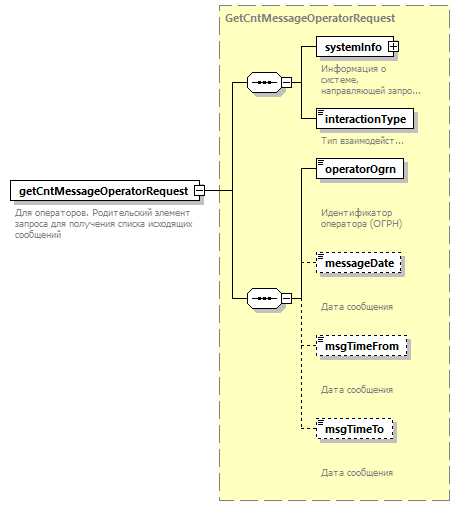 GetCntMessageOperatorRequest
systemInfo
Информация о
системе,
направляющей запро...
interactionType
Тип взаимодейст...
getCntMessageOperatorRequest
Для операторов. Родительский элемент
запроса для получения списка исходящих
сообщений
operatorOgrn
Идентификатор
оператора (ОГРН)
messageDate
Дата сообщения
msgTimeFrom
Дата сообщения
msgTimeTo
Дата сообщения